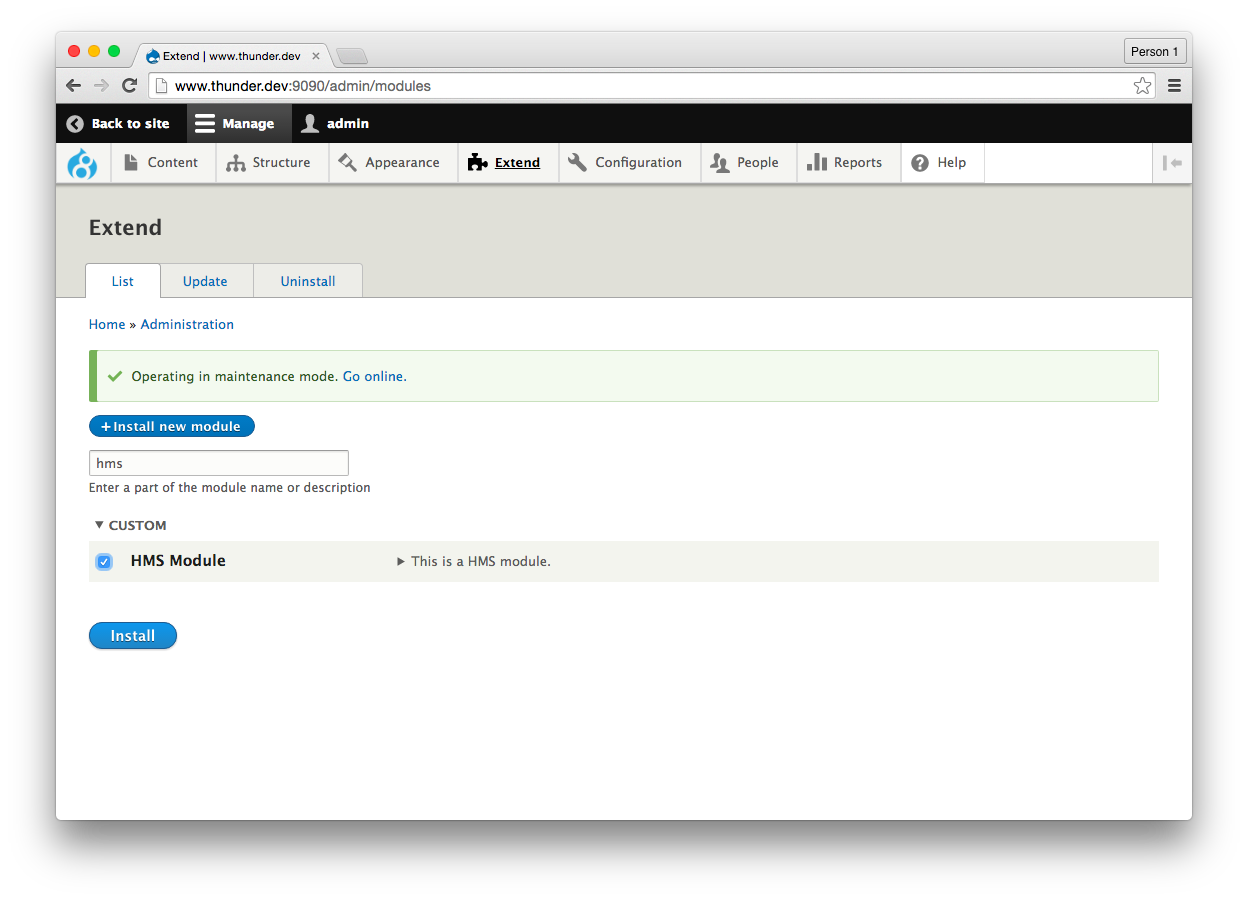 Extend | www.thunder.dev ×
Person 1
www.thunder.dev:9090/admin/modules
Back to site Manage admin
Content Structure Appearance Extend Configuration People Reports Help
Extend
List Update Uninstall
Home » Administration
Operating in maintenance mode. Go online.
+Install new module
hms
Enter a part of the module name or description
▼ CUSTOM
HMS Module ▶ This is a HMS module.
Install